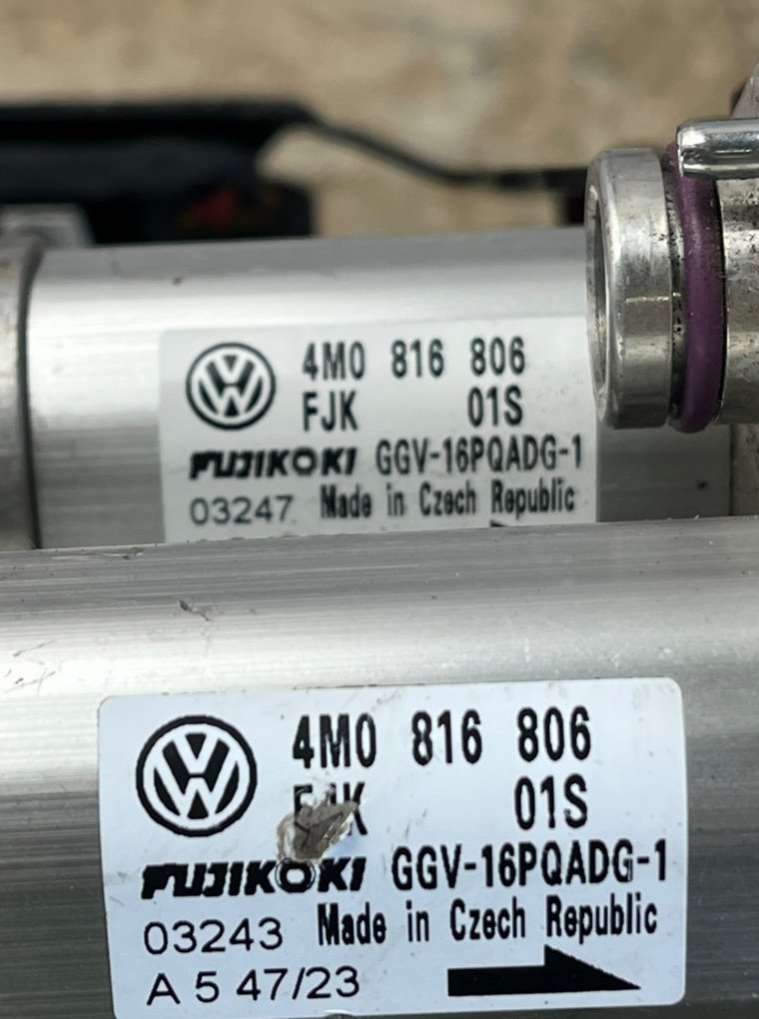 4M0 816 806
FJK 01S
FUJIKOKI GGV-16PQADG-1
03247 Made in Czech Republic
4M0 816 806
FJK 01S
FUJIKOKI GGV-16PQADG-1
03243 Made in Czech Republic
A 5 47/23